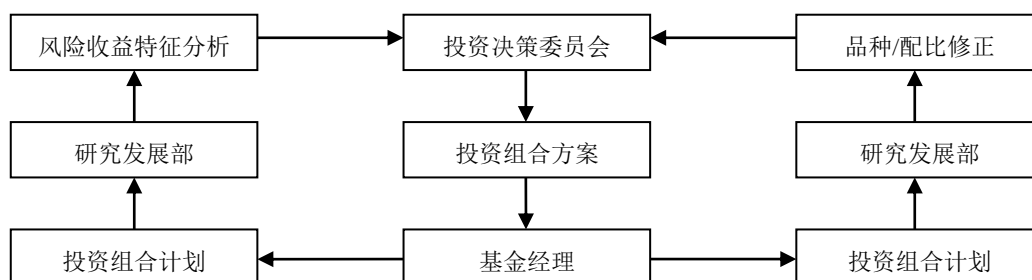 风险收益特征分析
投资决策委员会
品种/配比修正
研究发展部
投资组合方案
研究发展部
投资组合计划
基金经理
投资组合计划